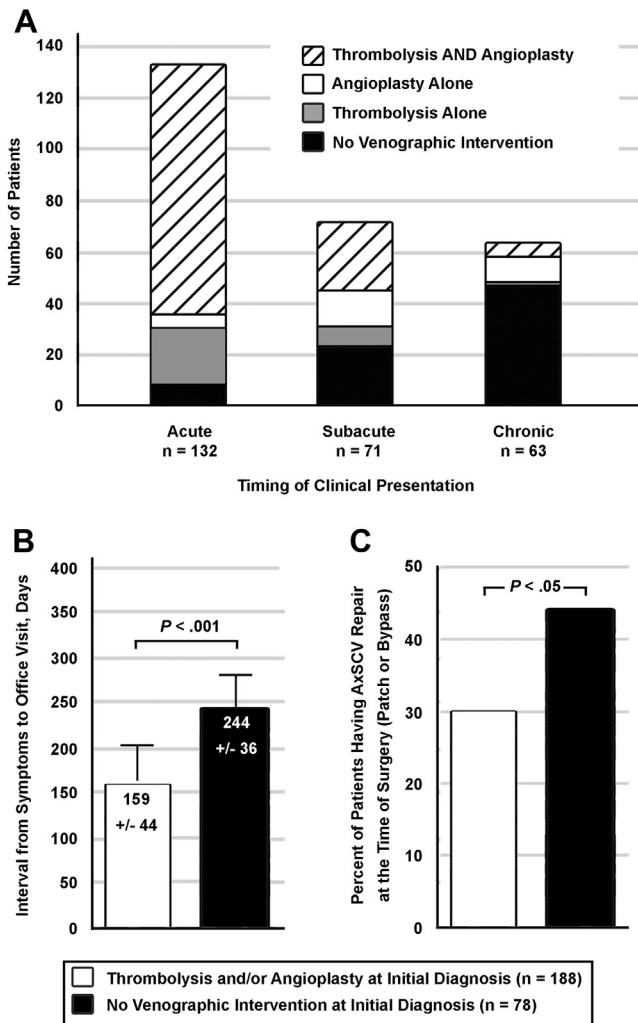 A
140
120
100
80
60
40
20
0
Number of Patients
Thrombolysis AND Angioplasty
Angioplasty Alone
Thrombolysis Alone
No Venographic Intervention
Acute
n = 132
Subacute
n = 71
Chronic
n = 63
Timing of Clinical Presentation
B
400
350
300
250
200
150
100
50
0
Interval from Symptoms to Office Visit, Days
P < .001
159
+/- 44
244
+/- 36
C
50
40
30
20
10
0
Percent of Patients Having AxSCV Repair
at the Time of Surgery (Patch or Bypass)
P < .05
Thrombolysis and/or Angioplasty at Initial Diagnosis (n = 188)
No Venographic Intervention at Initial Diagnosis (n = 78)